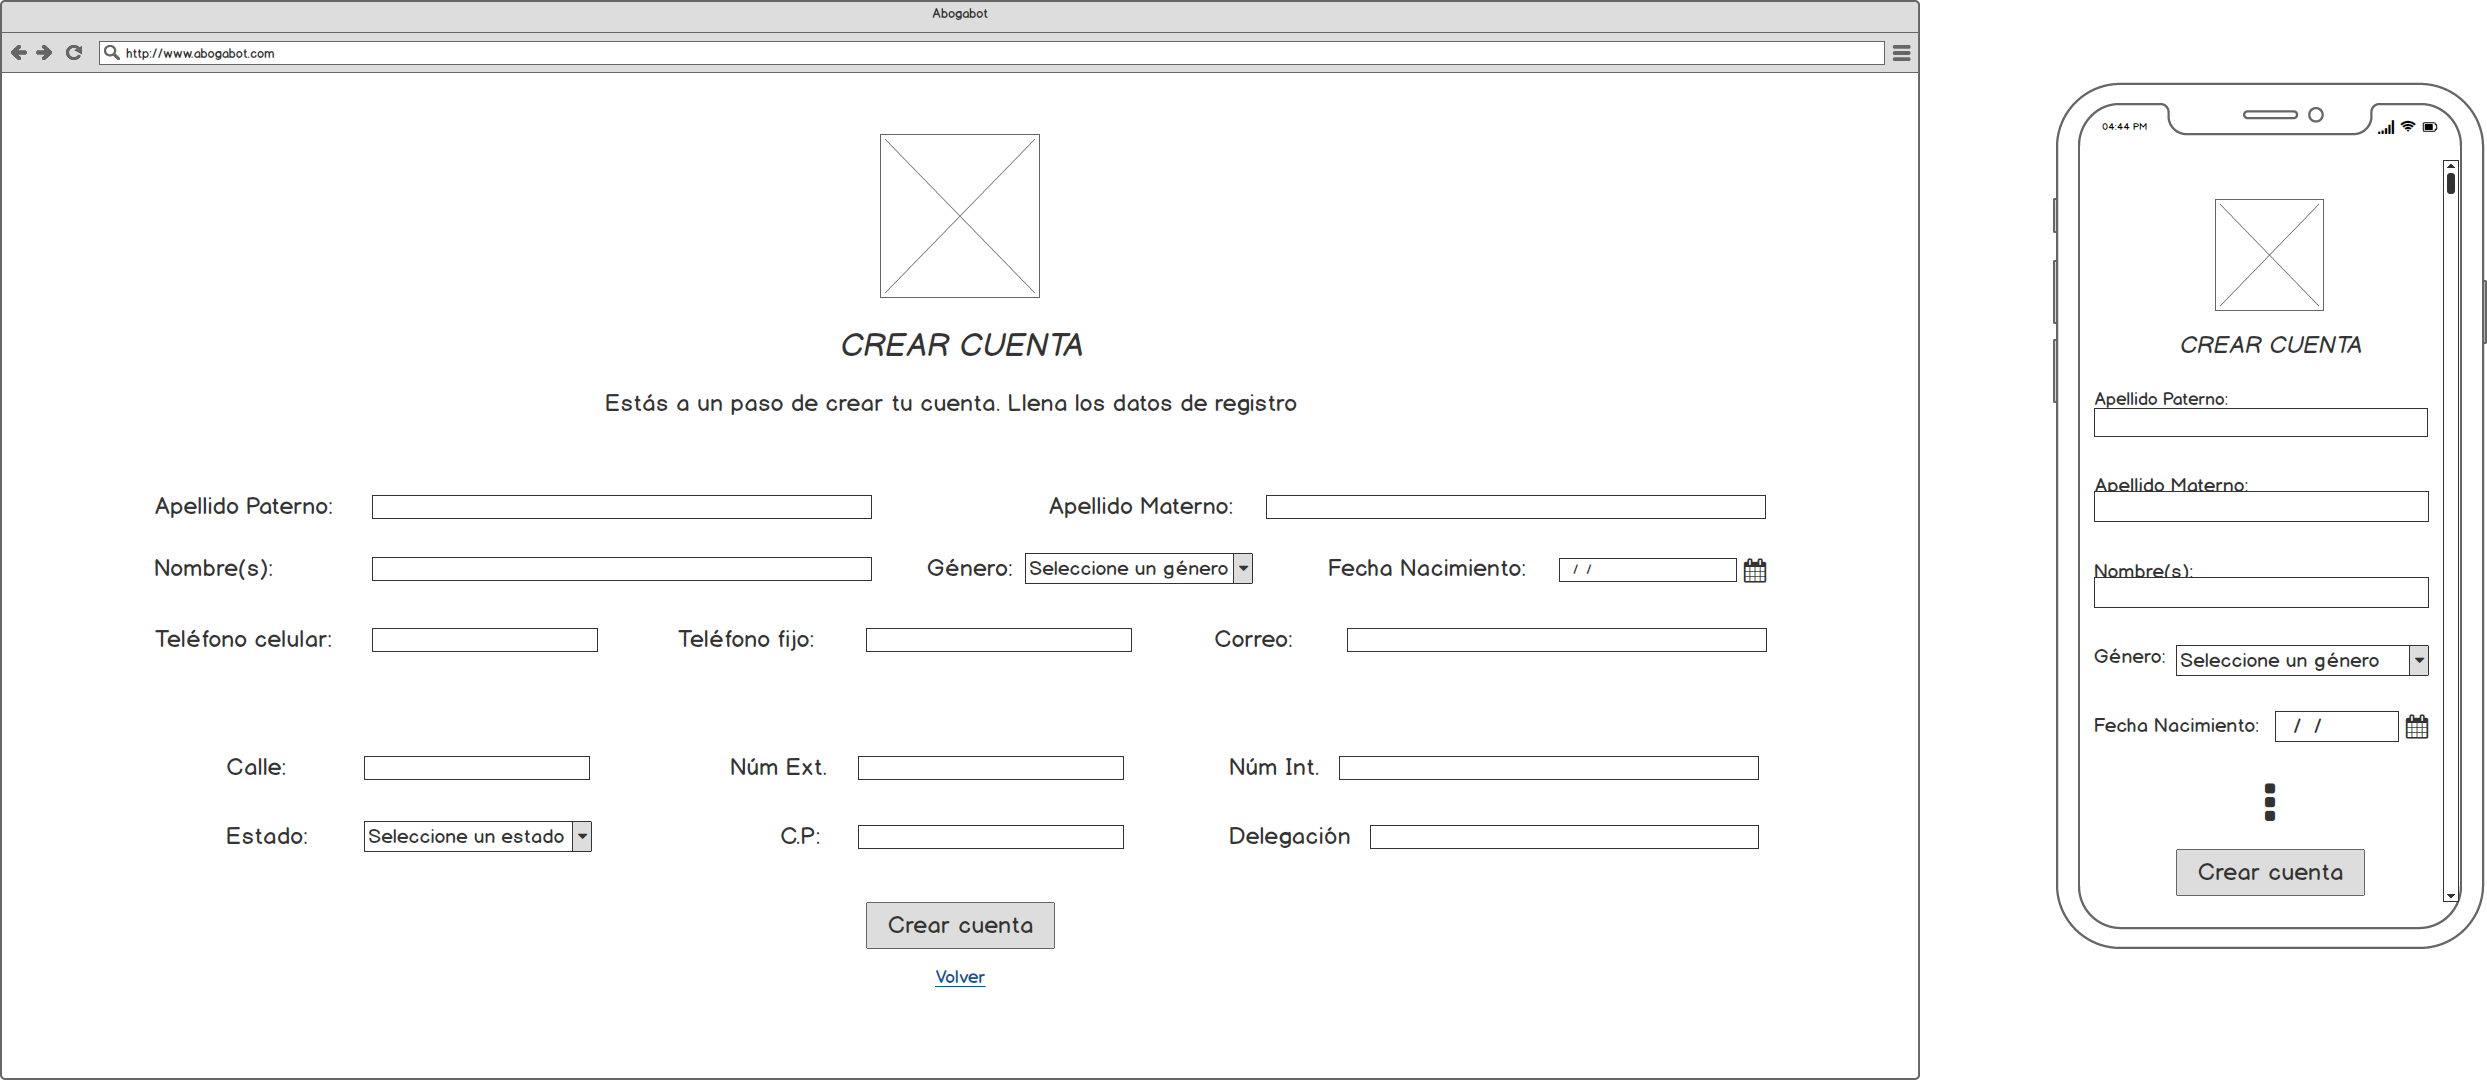 Abogabot
http://www.abogabot.com
CREAR CUENTA
Estás a un paso de crear tu cuenta. Llena los datos de registro
Apellido Paterno:
Apellido Materno:
Nombre(s):
Género: Seleccione un género
Fecha Nacimiento: / /
Teléfono celular:
Teléfono fijo:
Correo:
Calle:
Núm Ext.
Núm Int.
Estado: Seleccione un estado
C.P:
Delegación
Crear cuenta
Volver
04:44 PM
CREAR CUENTA
Apellido Paterno:
Apellido Materno:
Nombre(s):
Género: Seleccione un género
Fecha Nacimiento: / /
Crear cuenta